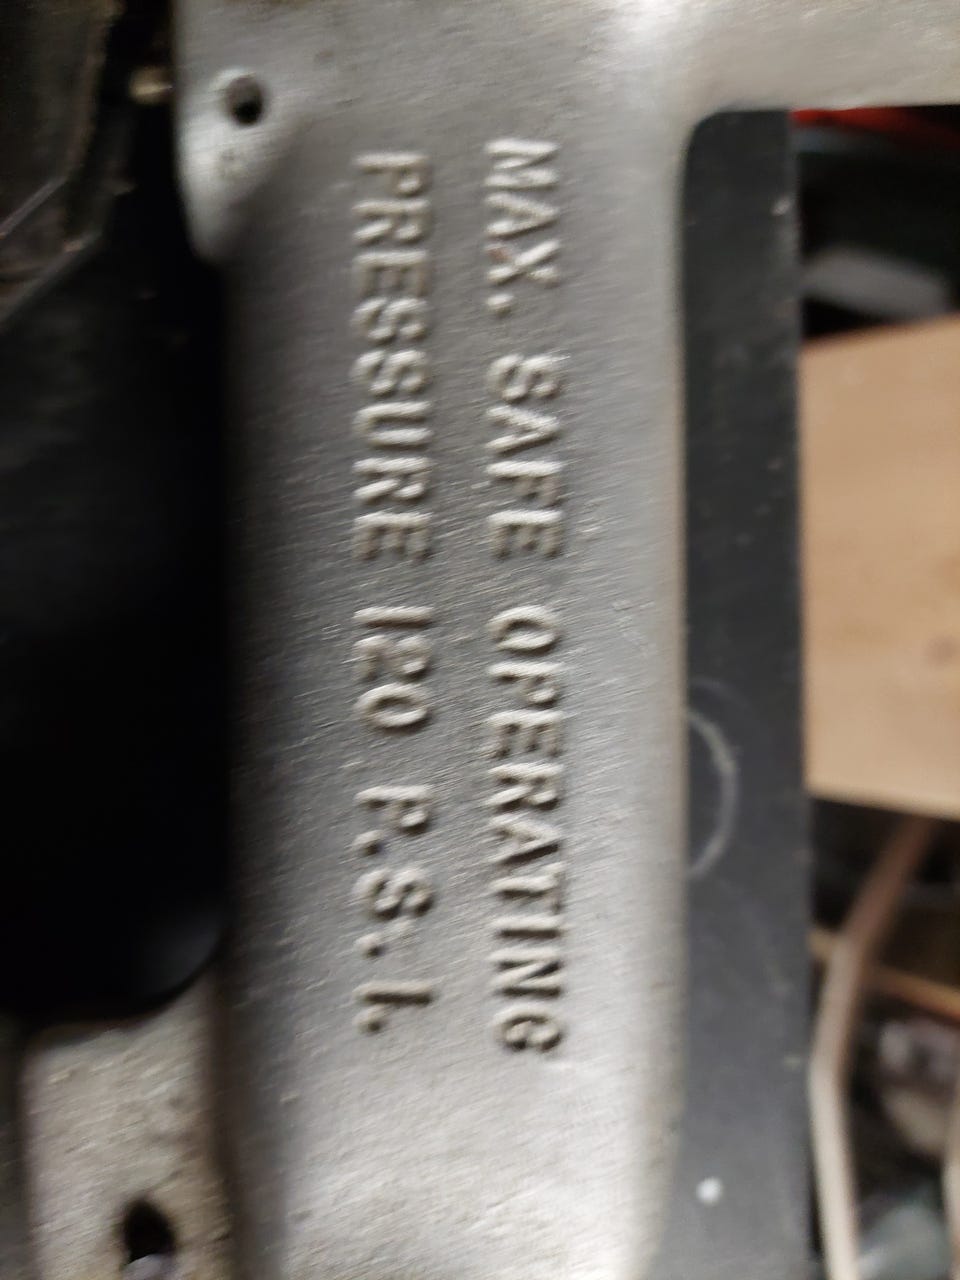 MAX. SAFE OPERATING
PRESSURE 120 P.S.I.